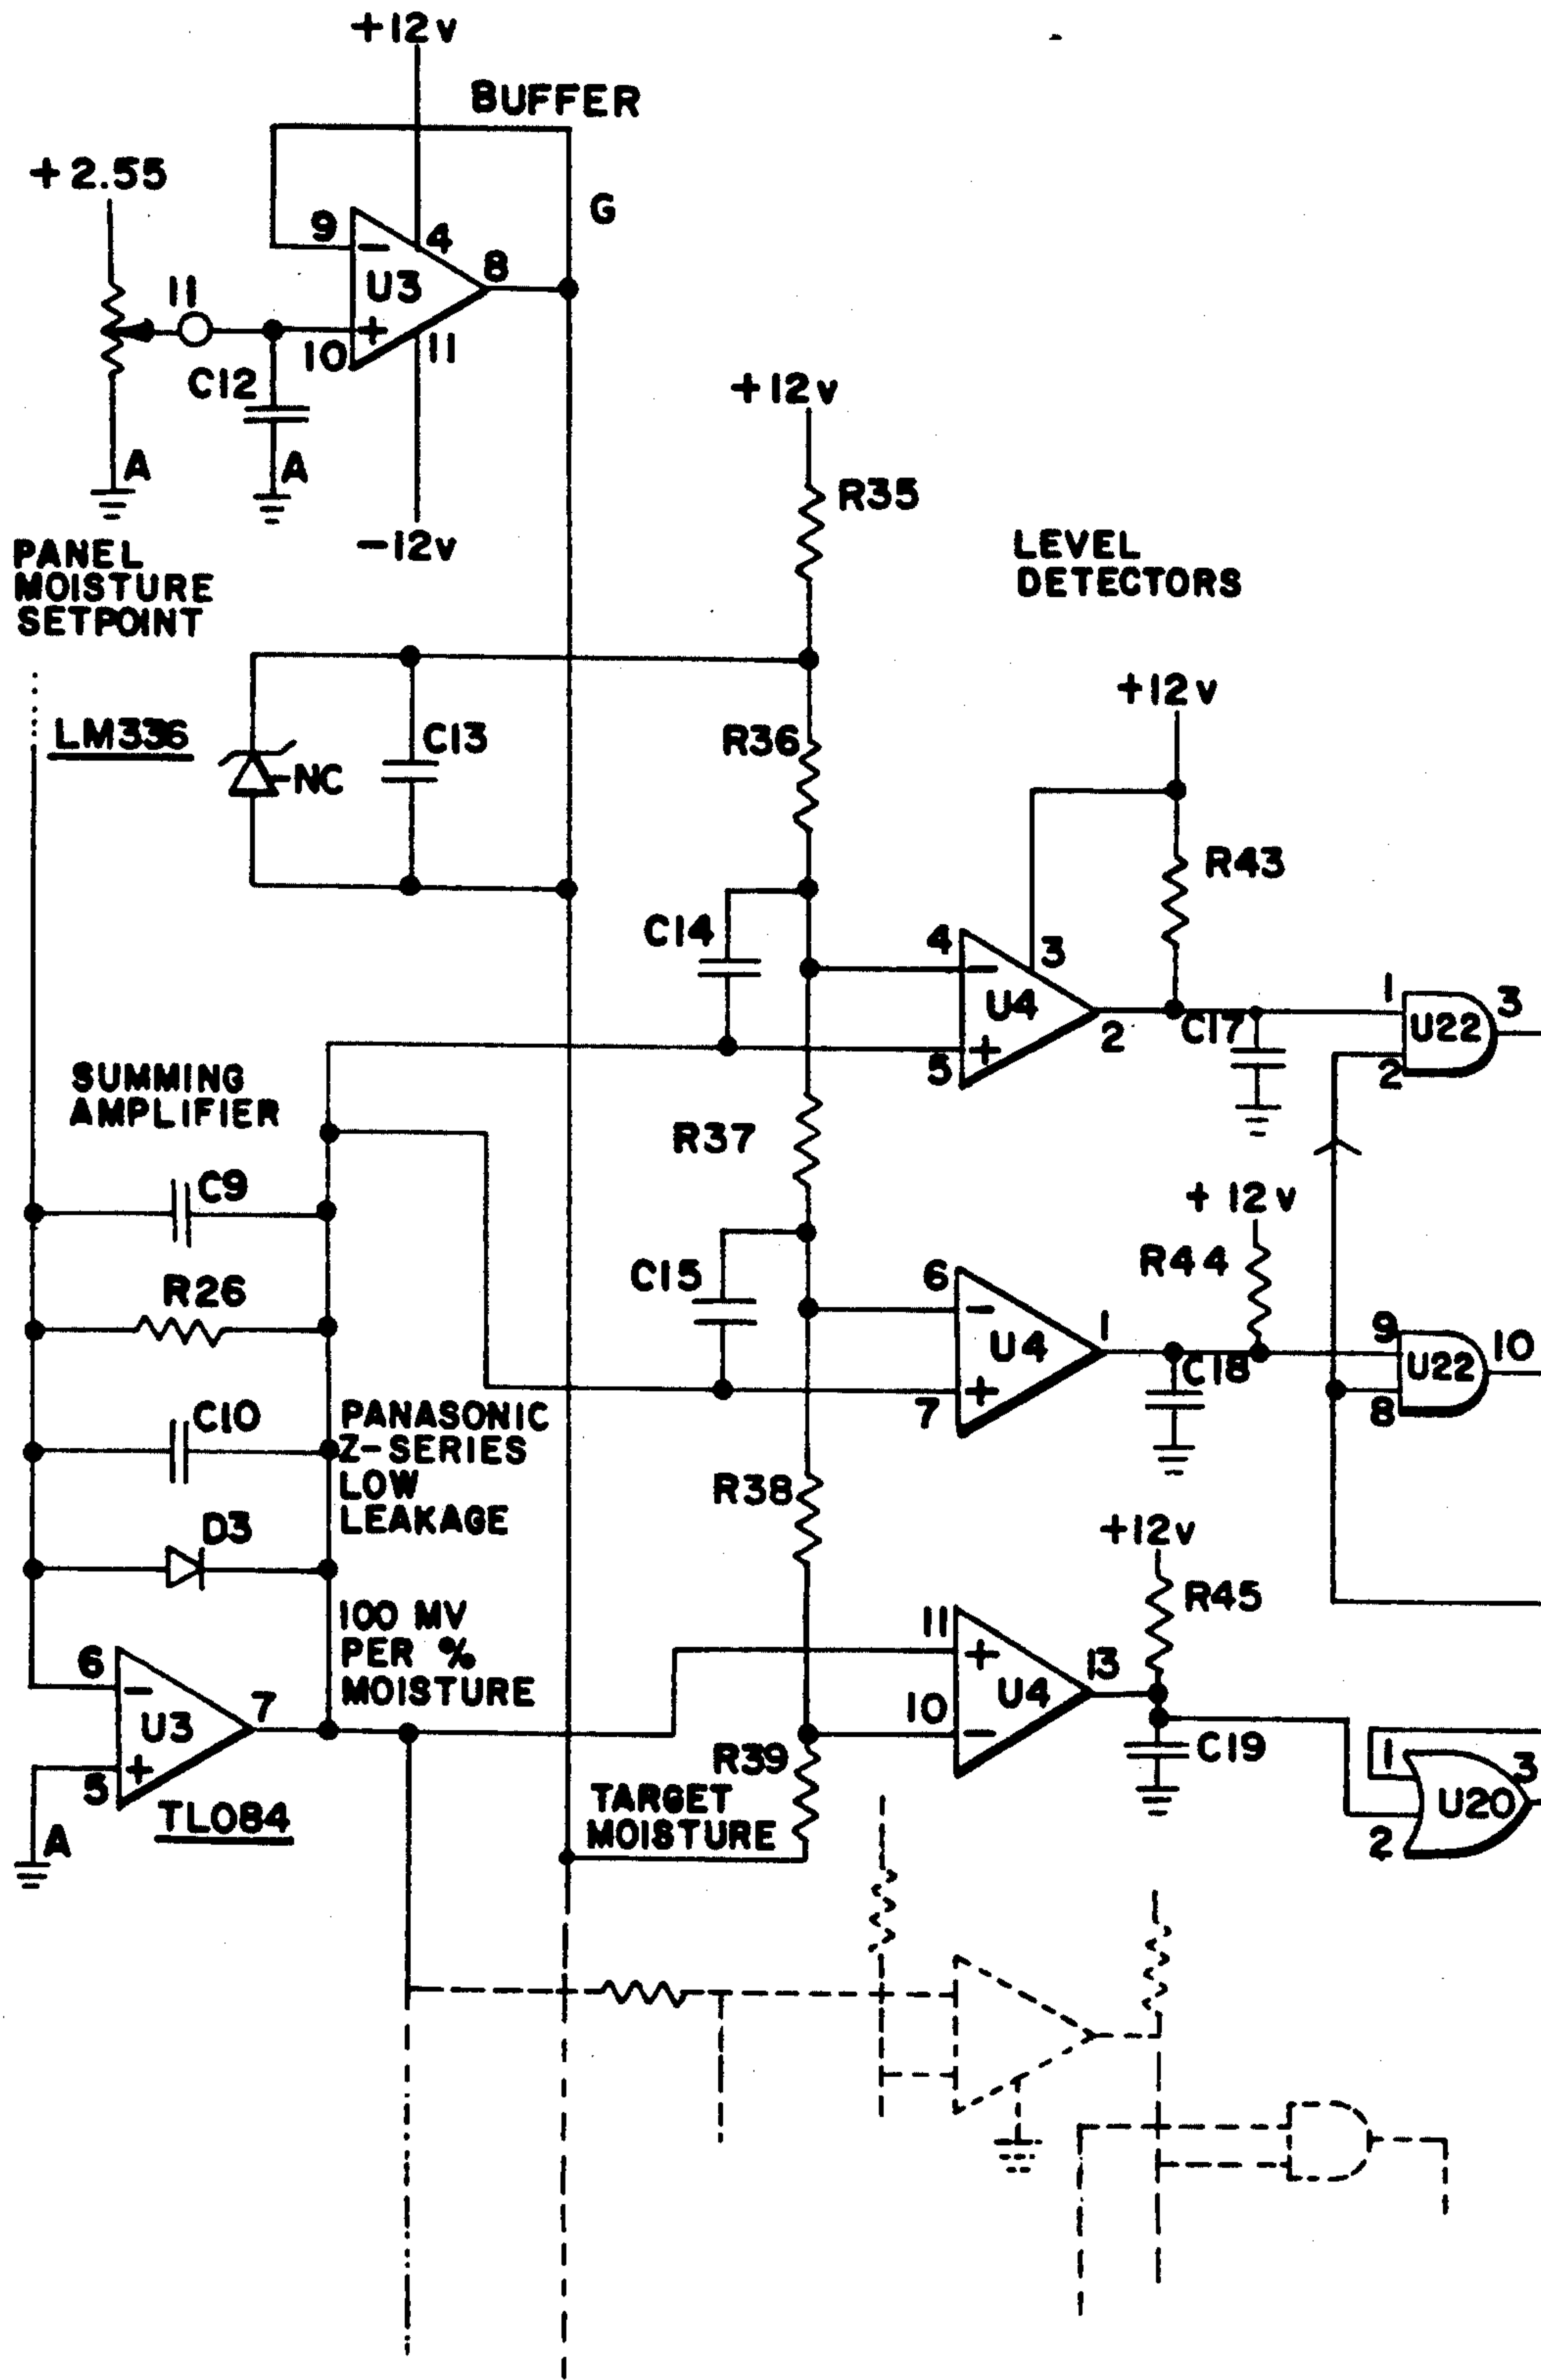 +12v
BUFFER
+2.55
G
9
-
4
8
11
U3
+
10
11
C12
A
A
-12v
PANEL
MOISTURE
SETPOINT
+12v
R35
LEVEL
DETECTORS
LM336
NC
C13
R36
+12v
R43
C14
4
-
3
U4
2
5
+
C17
1
3
U22
2
SUMMING
AMPLIFIER
R37
C9
+12v
R44
C15
6
-
U4
1
7
+
C18
9
10
U22
8
R26
C10
PANASONIC
Z-SERIES
LOW
LEAKAGE
R38
D3
+12v
R45
100 MV
PER %
MOISTURE
11
+
U4
13
10
-
6
-
7
U3
5
+
TL084
A
R39
C19
TARGET
MOISTURE
1
3
U20
2